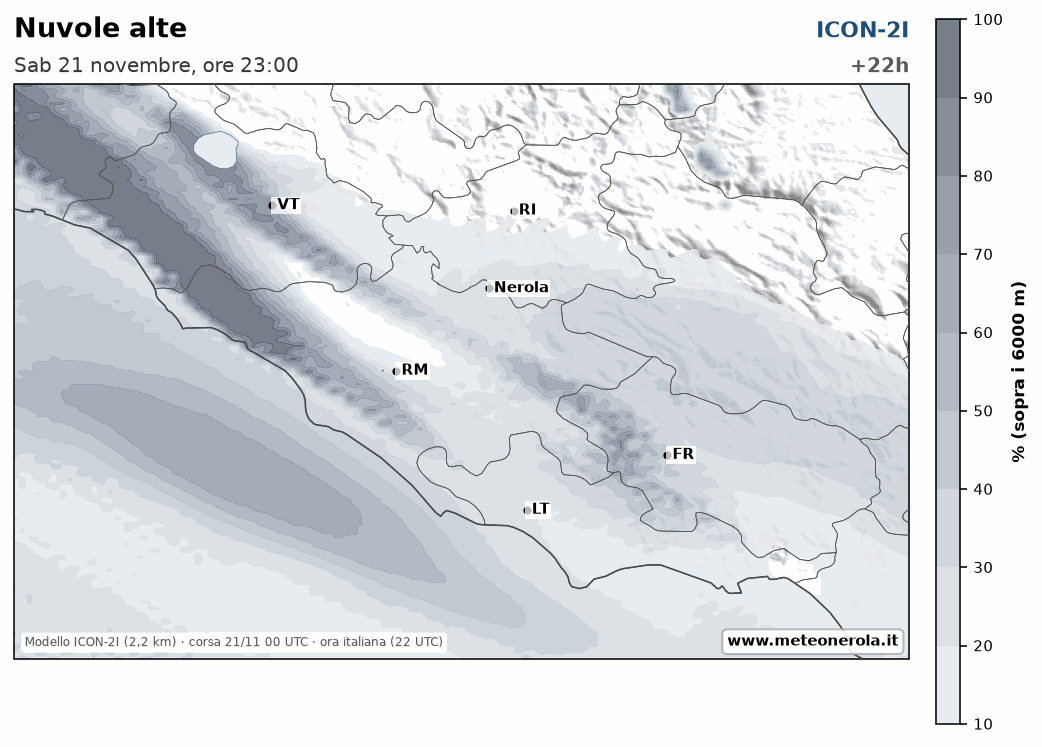 Nuvole alte
ICON-2I
Sab 21 novembre, ore 23:00
+22h
100
90
80
70
60
50
40
30
20
10
% (sopra i 6000 m)
VT
RI
Nerola
RM
FR
LT
Modello ICON-2I (2,2 km) · corsa 21/11 00 UTC · ora italiana (22 UTC)
www.meteonerola.it